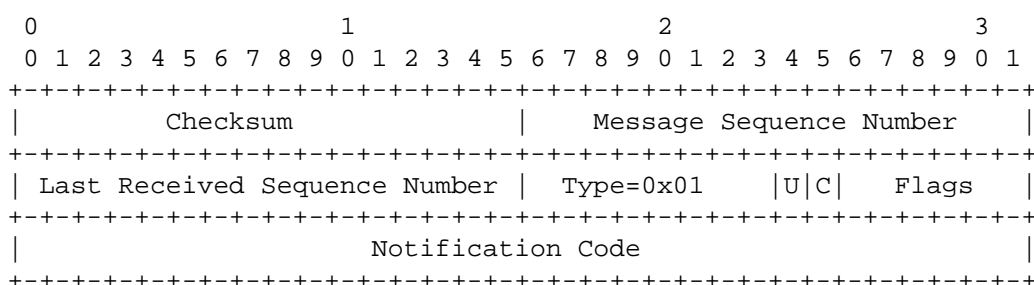 0                   1                   2                   3
 0 1 2 3 4 5 6 7 8 9 0 1 2 3 4 5 6 7 8 9 0 1 2 3 4 5 6 7 8 9 0 1
+-+-+-+-+-+-+-+-+-+-+-+-+-+-+-+-+-+-+-+-+-+-+-+-+-+-+-+-+-+-+-+-+
|          Checksum              |    Message Sequence Number    |
+-+-+-+-+-+-+-+-+-+-+-+-+-+-+-+-+-+-+-+-+-+-+-+-+-+-+-+-+-+-+-+-+
| Last Received Sequence Number |  Type=0x01    |U|C|   Flags   |
+-+-+-+-+-+-+-+-+-+-+-+-+-+-+-+-+-+-+-+-+-+-+-+-+-+-+-+-+-+-+-+-+
|                      Notification Code                        |
+-+-+-+-+-+-+-+-+-+-+-+-+-+-+-+-+-+-+-+-+-+-+-+-+-+-+-+-+-+-+-+-+